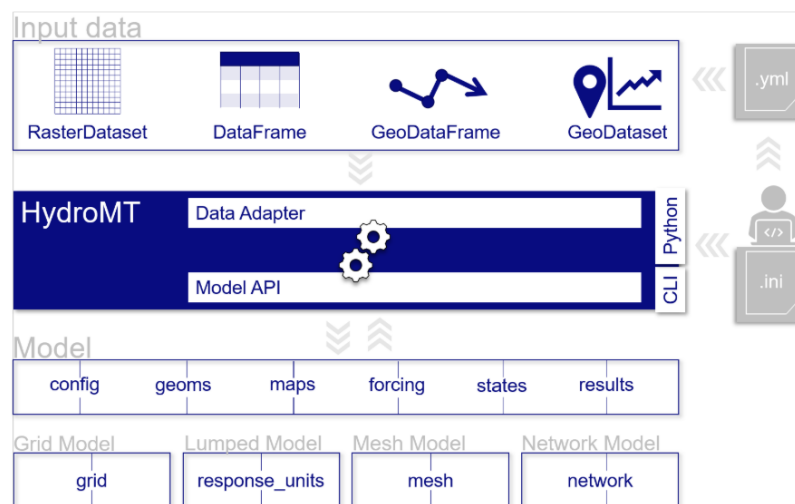 Input data
RasterDataset
DataFrame
GeoDataFrame
GeoDataset
.yml
HydroMT
Data Adapter
Python
</>
Model API
CLI
.ini
Model
config
geoms
maps
forcing
states
results
Grid Model
Lumped Model
Mesh Model
Network Model
grid
response_units
mesh
network